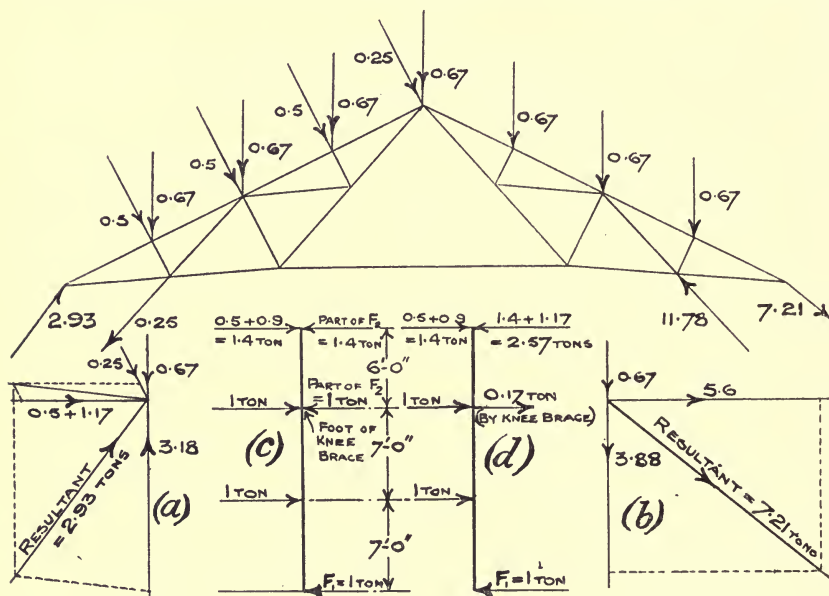 0.25
0.67
0.5
0.67
0.67
0.5
0.67
0.67
0.5
0.67
0.67
2.93
0.25
11.78
7.21
0.5+0.9
= 1.4 TON
PART OF F₂
= 1.4 TON
0.5+0.9
= 1.4 TON
1.4 + 1.17
= 2.57 TONS
6'-0"
0.25
0.67
0.5 + 1.17
3.18
RESULTANT
= 2.93 TONS
(a)
1 TON
PART OF F₂
= 1 TON
FOOT OF
KNEE
BRACE
(c)
1 TON
7'-0"
1 TON
0.17 TON
(BY KNEE BRACE)
(d)
1 TON
7'-0"
F₁ = 1 TON
F₁ = 1 TON
0.67
5.6
3.88
RESULTANT = 7.21 TONS
(b)